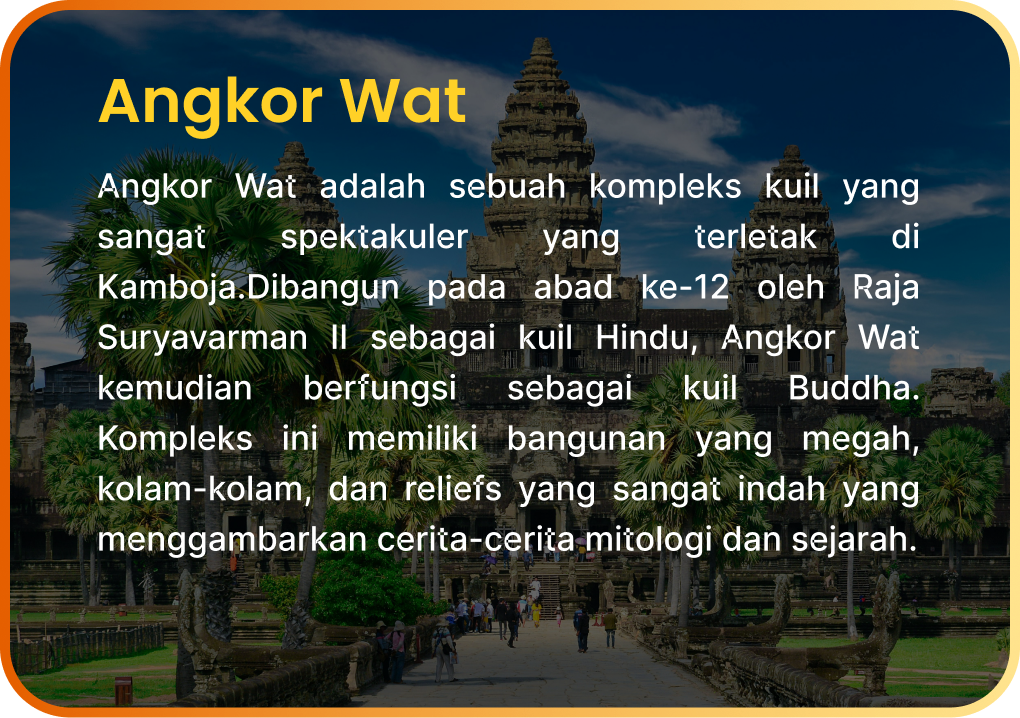 Angkor Wat
Angkor Wat adalah sebuah kompleks kuil yang
sangat spektakuler yang terletak di
Kamboja.Dibangun pada abad ke-12 oleh Raja
Suryavarman II sebagai kuil Hindu, Angkor Wat
kemudian berfungsi sebagai kuil Buddha.
Kompleks ini memiliki bangunan yang megah,
kolam-kolam, dan reliefs yang sangat indah yang
menggambarkan cerita-cerita mitologi dan sejarah.